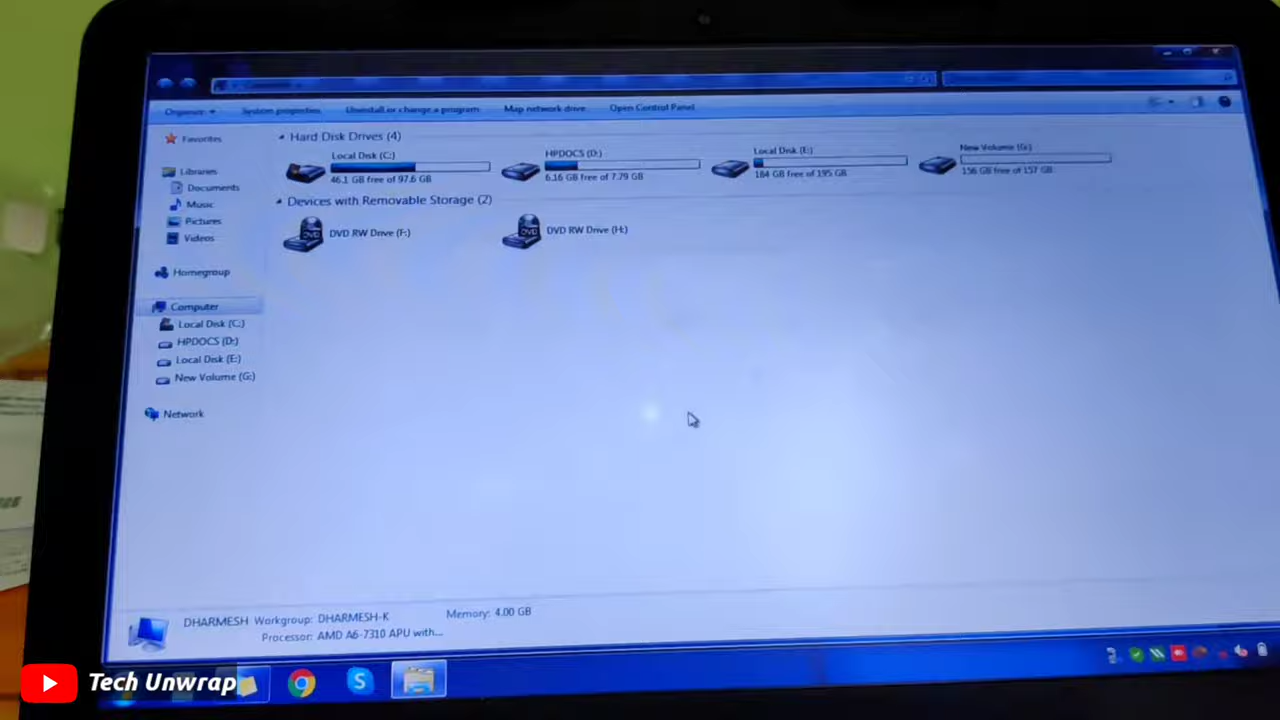 Organize System properties Uninstall or change a program Map network drive Open Control Panel
Favorites
Libraries
Documents
Music
Pictures
Videos
Homegroup
Computer
Local Disk (C:)
HPDOCS (D:)
Local Disk (E:)
New Volume (G:)
Network
Hard Disk Drives (4)
Local Disk (C:)
46.1 GB free of 97.6 GB
HPDOCS (D:)
6.16 GB free of 7.79 GB
Local Disk (E:)
184 GB free of 195 GB
New Volume (G:)
156 GB free of 157 GB
Devices with Removable Storage (2)
DVD RW Drive (F:)
DVD RW Drive (H:)
DHARMESH Workgroup: DHARMESH-K Memory: 4.00 GB
Processor: AMD A6-7310 APU with...
Tech Unwrap